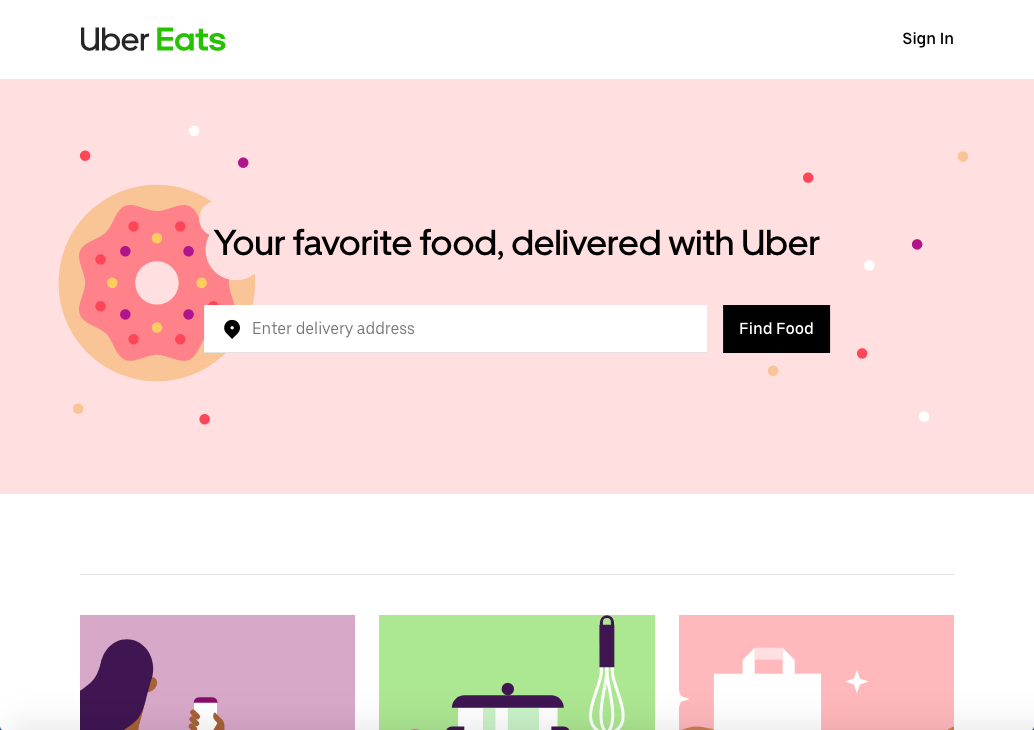 Uber Eats
Sign In
Your favorite food, delivered with Uber
Enter delivery address
Find Food